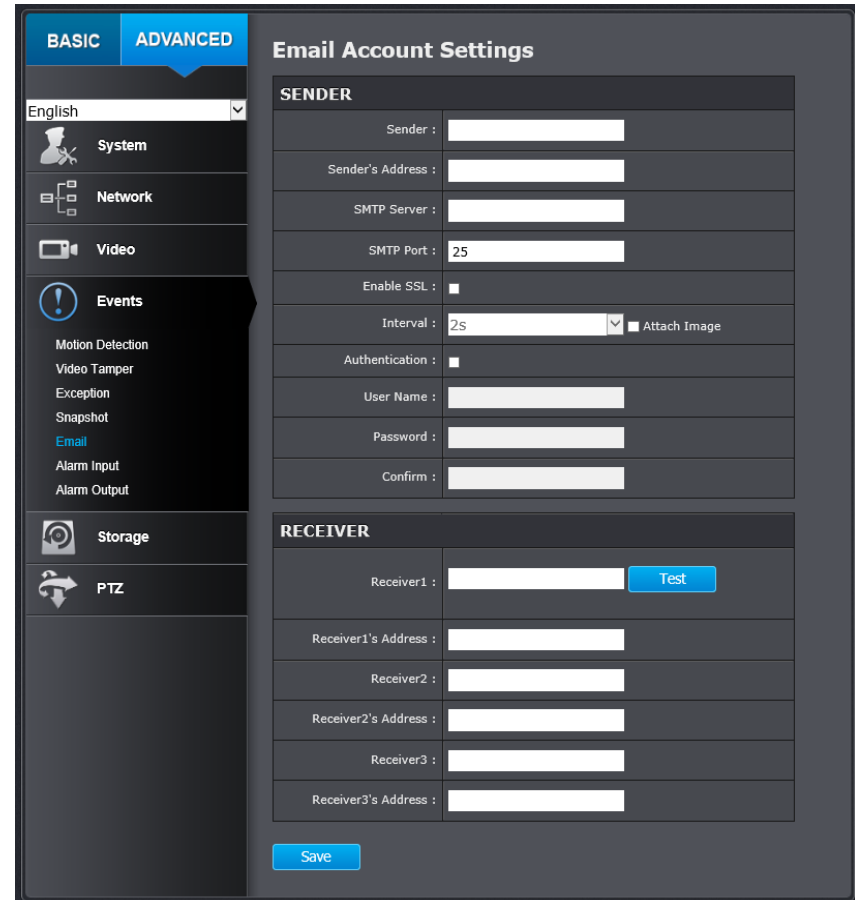 BASIC ADVANCED
English
System
Network
Video
Events
Motion Detection
Video Tamper
Exception
Snapshot
Email
Alarm Input
Alarm Output
Storage
PTZ
Email Account Settings
SENDER
Sender :
Sender's Address :
SMTP Server :
SMTP Port : 25
Enable SSL :
Interval : 2s Attach Image
Authentication :
User Name :
Password :
Confirm :
RECEIVER
Receiver1 : Test
Receiver1's Address :
Receiver2 :
Receiver2's Address :
Receiver3 :
Receiver3's Address :
Save